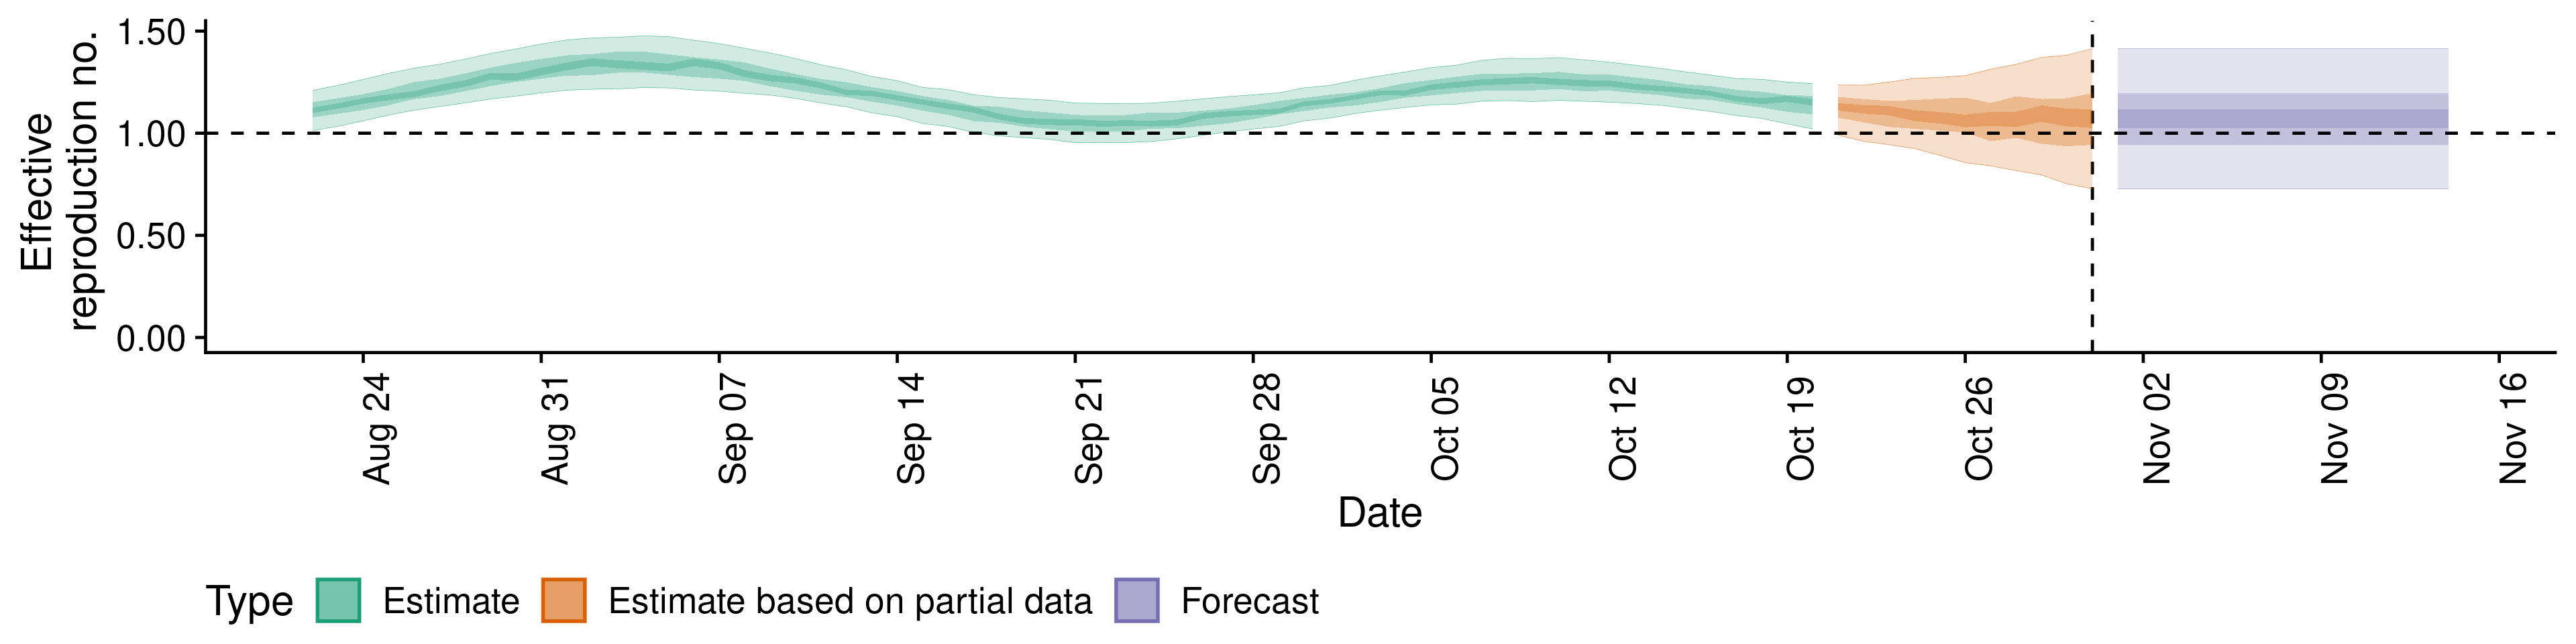 Effective
reproduction no.
1.50
1.00
0.50
0.00
Aug 24
Aug 31
Sep 07
Sep 14
Sep 21
Sep 28
Oct 05
Oct 12
Oct 19
Oct 26
Nov 02
Nov 09
Nov 16
Date
Type Estimate Estimate based on partial data Forecast